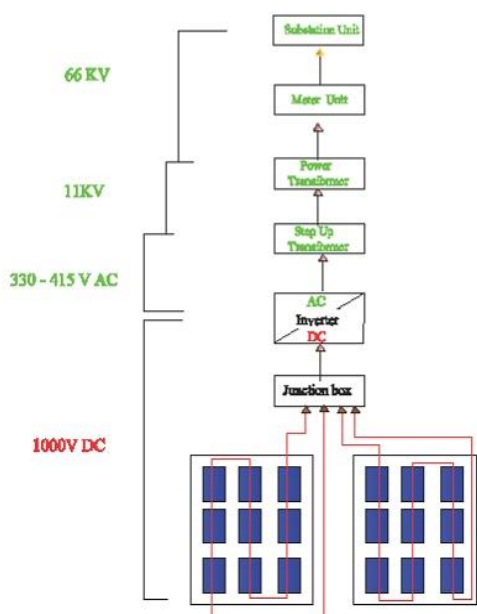 Substation Unit
66 KV
Meter Unit
Power
Transformer
11KV
Step Up
Transformer
330 - 415 V AC
AC
Inverter
DC
Junction box
1000V DC